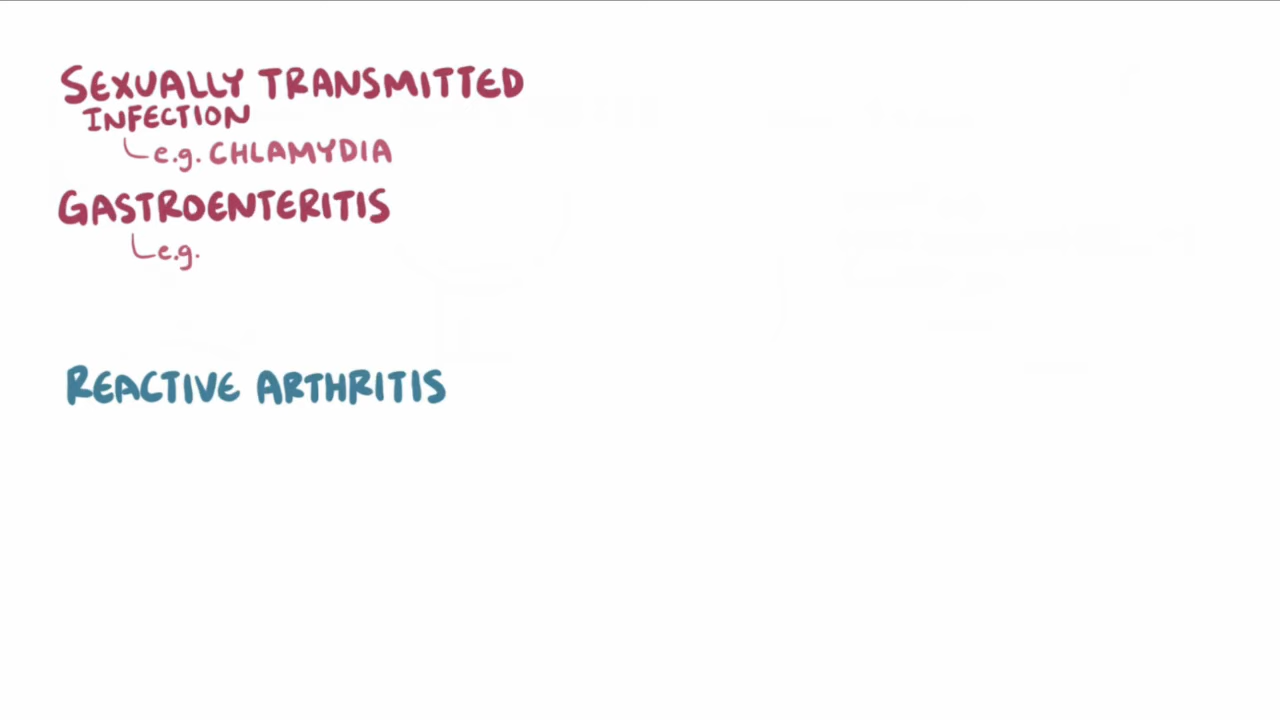 SEXUALLY TRANSMITTED
INFECTION
e.g. CHLAMYDIA
GASTROENTERITIS
e.g.
REACTIVE ARTHRITIS